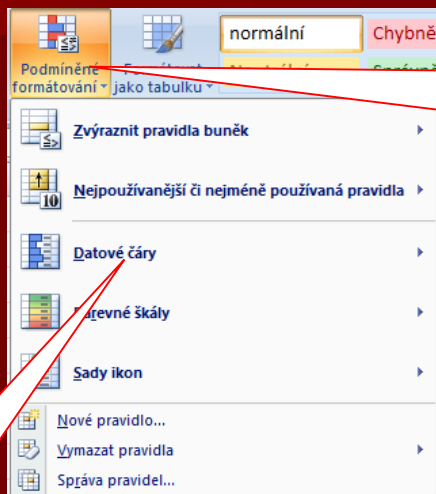 normální
Chybně
Podmíněné
formátování
jako tabulku
Zvýraznit pravidla buněk
Nejpoužívanější či nejméně používaná pravidla
10
Datové čáry
Barevné škály
Sady ikon
Nové pravidlo...
Vymazat pravidla
Správa pravidel...